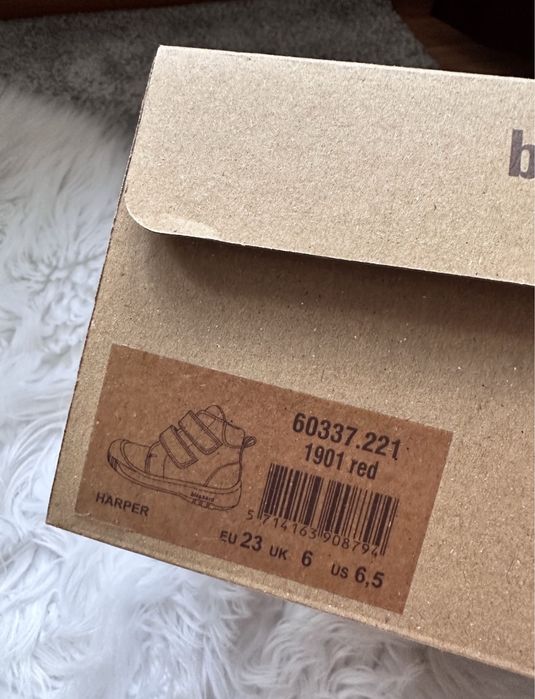 b
60337.221
1901 red
HARPER
5 714163 908794
EU 23 UK 6 US 6,5